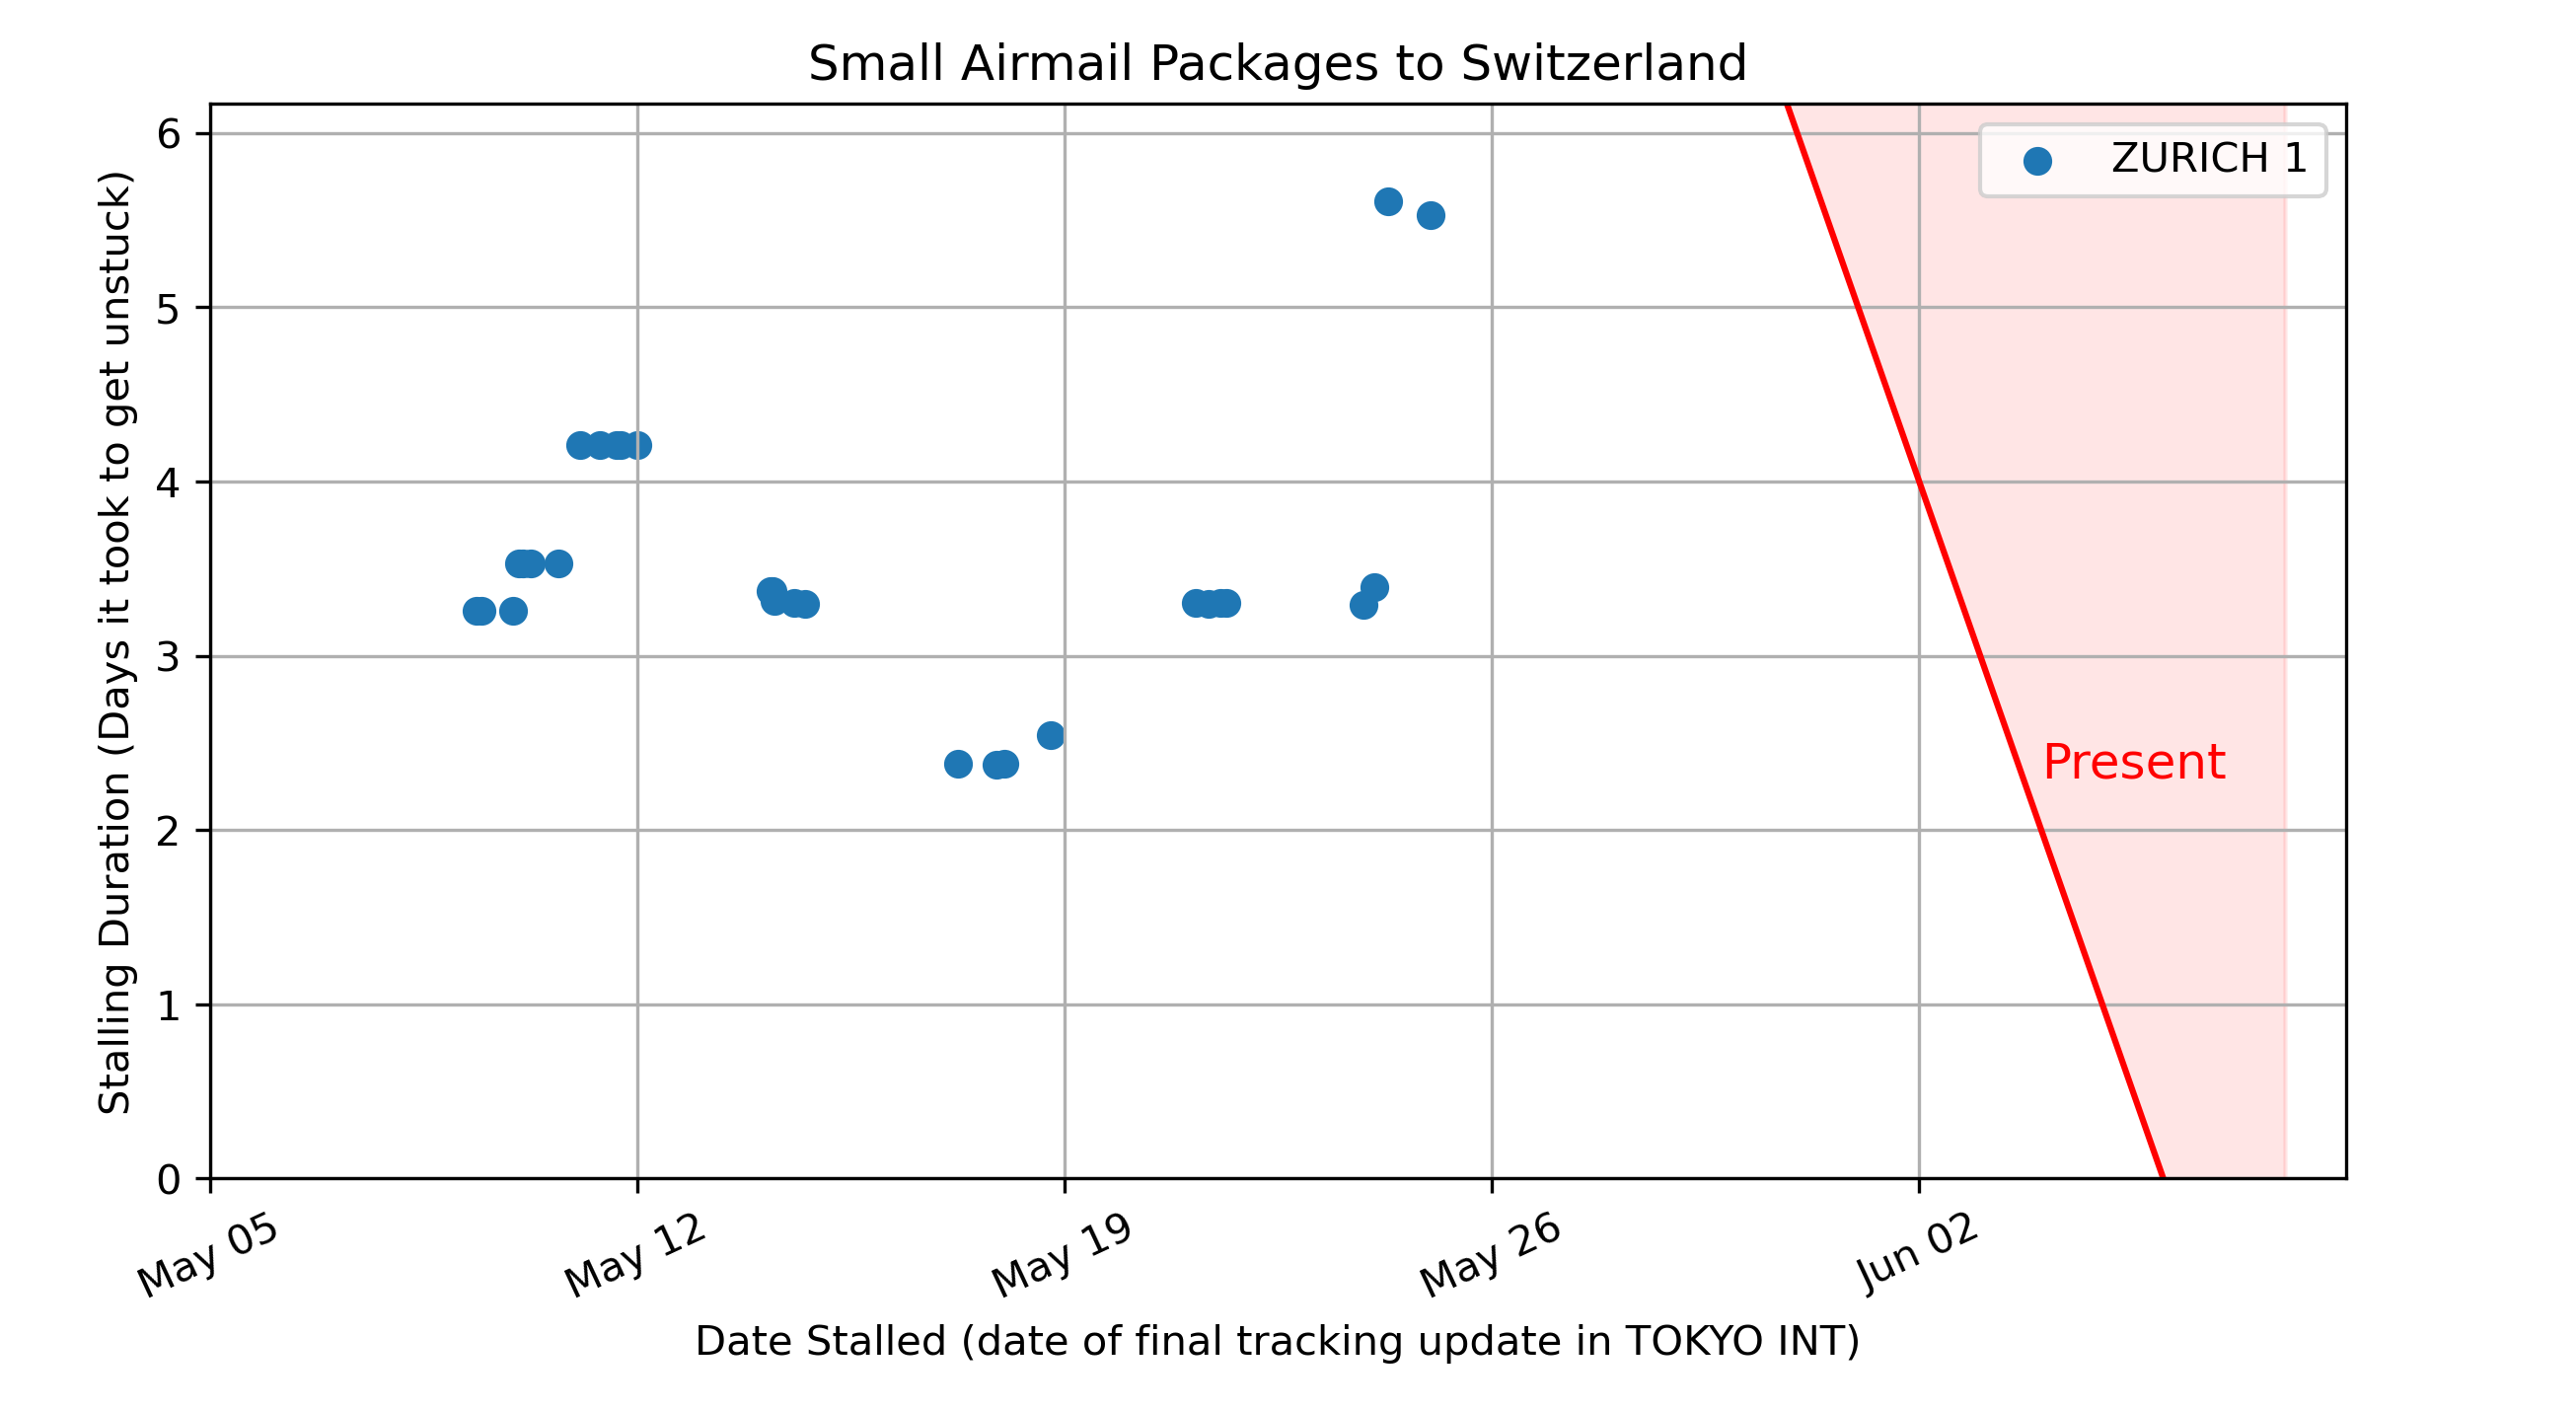 Small Airmail Packages to Switzerland
Stalling Duration (Days it took to get unstuck)
6
5
4
3
2
1
0
ZURICH 1
Present
May 05
May 12
May 19
May 26
Jun 02
Date Stalled (date of final tracking update in TOKYO INT)